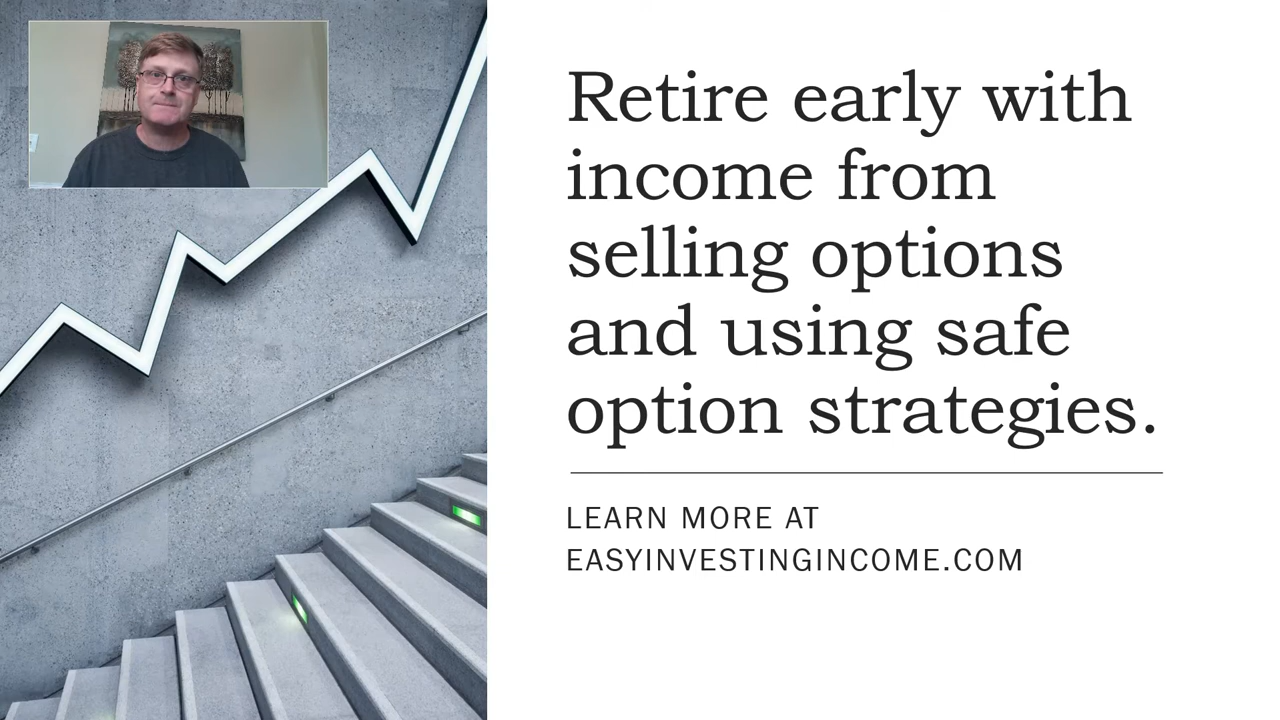 Retire early with
income from
selling options
and using safe
option strategies.
LEARN MORE AT
EASYINVESTINGINCOME.COM